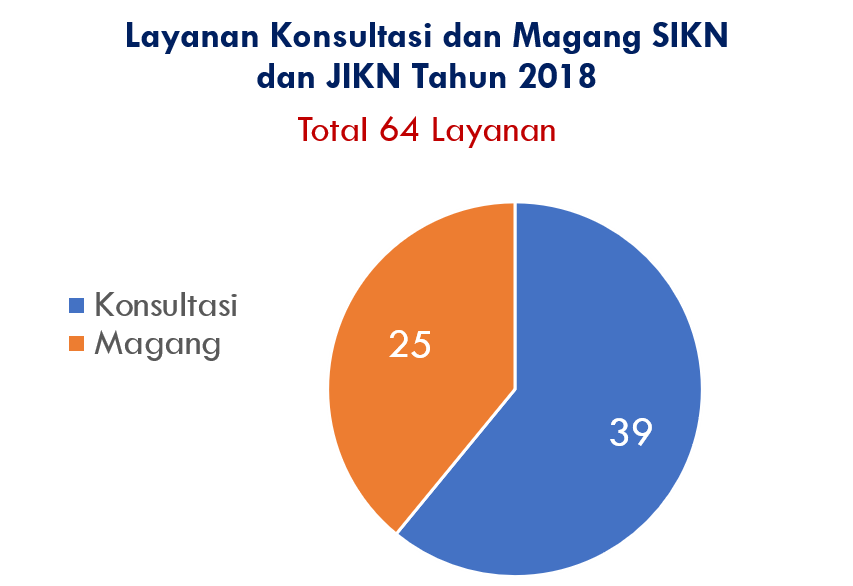 Layanan Konsultasi dan Magang SIKN
dan JIKN Tahun 2018
Total 64 Layanan
Konsultasi
Magang
25
39